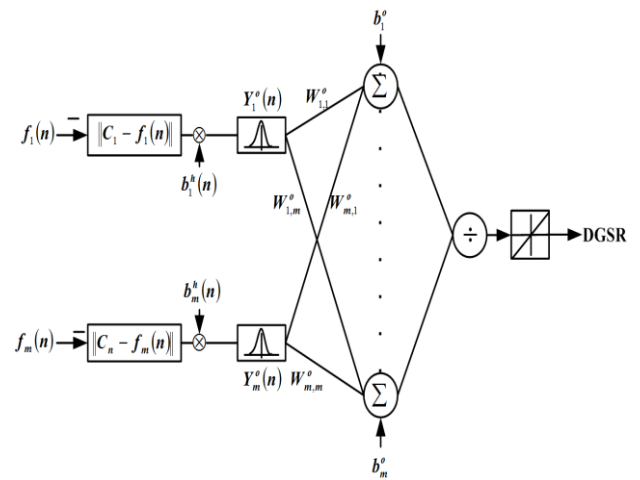 b₁ᵒ
Σ
Y₁ᵒ(n)
W₁,₁ᵒ
f₁(n) − ‖C₁ − f₁(n)‖ ⊗
b₁ʰ(n)
W₁,ₘᵒ Wₘ,₁ᵒ
÷ DGSR
bₘʰ(n)
fₘ(n) − ‖Cₙ − fₘ(n)‖ ⊗
Yₘᵒ(n) Wₘ,ₘᵒ
Σ
bₘᵒ